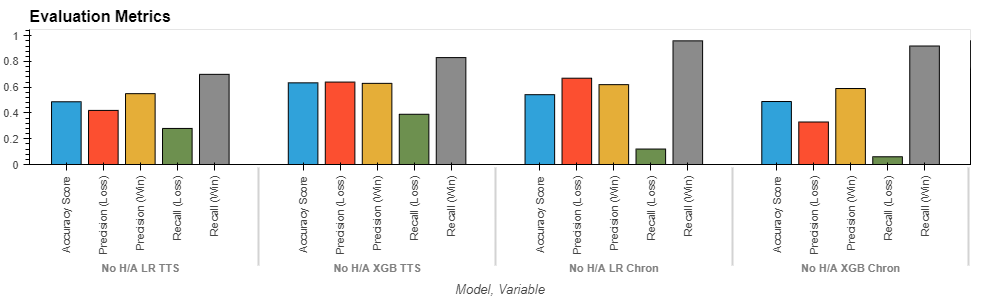 Evaluation Metrics
1
0.8
0.6
0.4
0.2
0
Accuracy Score
Precision (Loss)
Precision (Win)
Recall (Loss)
Recall (Win)
Accuracy Score
Precision (Loss)
Precision (Win)
Recall (Loss)
Recall (Win)
Accuracy Score
Precision (Loss)
Precision (Win)
Recall (Loss)
Recall (Win)
Accuracy Score
Precision (Loss)
Precision (Win)
Recall (Loss)
Recall (Win)
No H/A LR TTS
No H/A XGB TTS
No H/A LR Chron
No H/A XGB Chron
Model, Variable